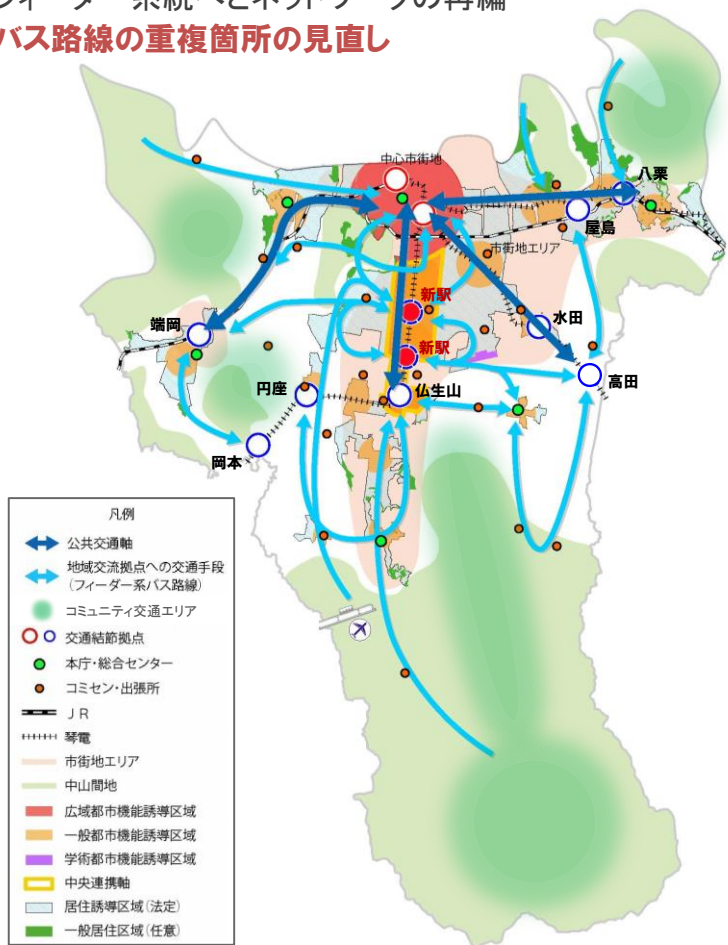 フィーダー系統へとネットワークの再編
バス路線の重複箇所の見直し
中心市街地
八栗
屋島
市街地エリア
新駅
水田
端岡
新駅
高田
円座
仏生山
岡本
凡例
公共交通軸
地域交流拠点への交通手段
(フィーダー系バス路線)
コミュニティ交通エリア
交通結節拠点
本庁・総合センター
コミセン・出張所
ＪＲ
琴電
市街地エリア
中山間地
広域都市機能誘導区域
一般都市機能誘導区域
学術都市機能誘導区域
中央連携軸
居住誘導区域(法定)
一般居住区域(任意)